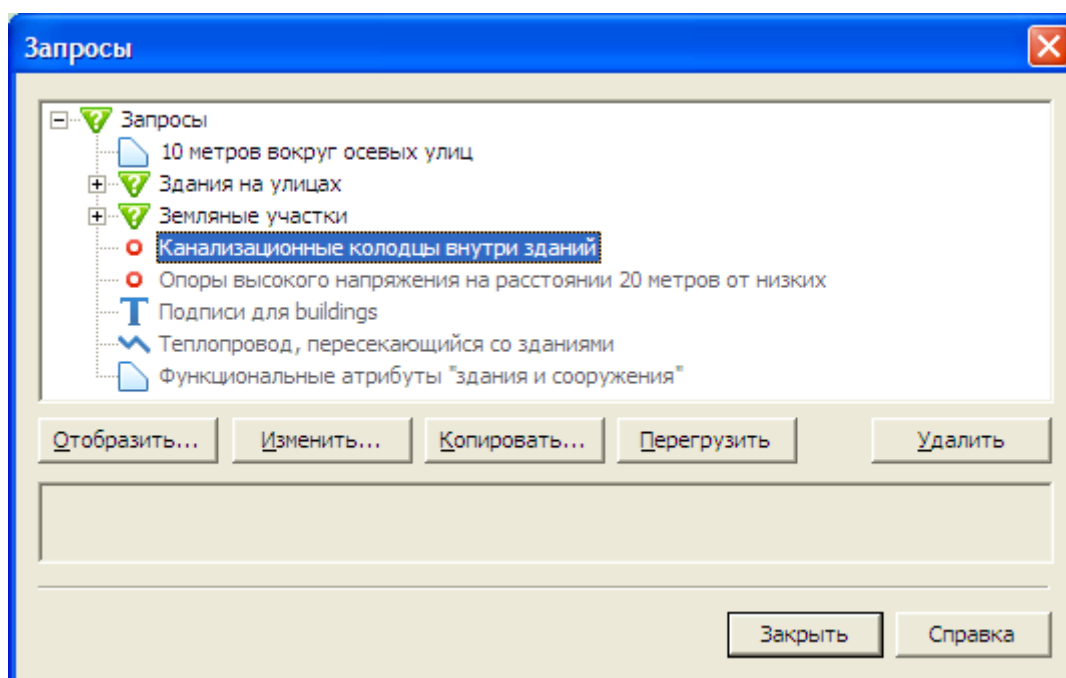 Запросы
Запросы
10 метров вокруг осевых улиц
Здания на улицах
Земляные участки
Канализационные колодцы внутри зданий
Опоры высокого напряжения на расстоянии 20 метров от низких
Подписи для buildings
Теплопровод, пересекающийся со зданиями
Функциональные атрибуты "здания и сооружения"
Отобразить... Изменить... Копировать... Перегрузить Удалить
Закрыть Справка